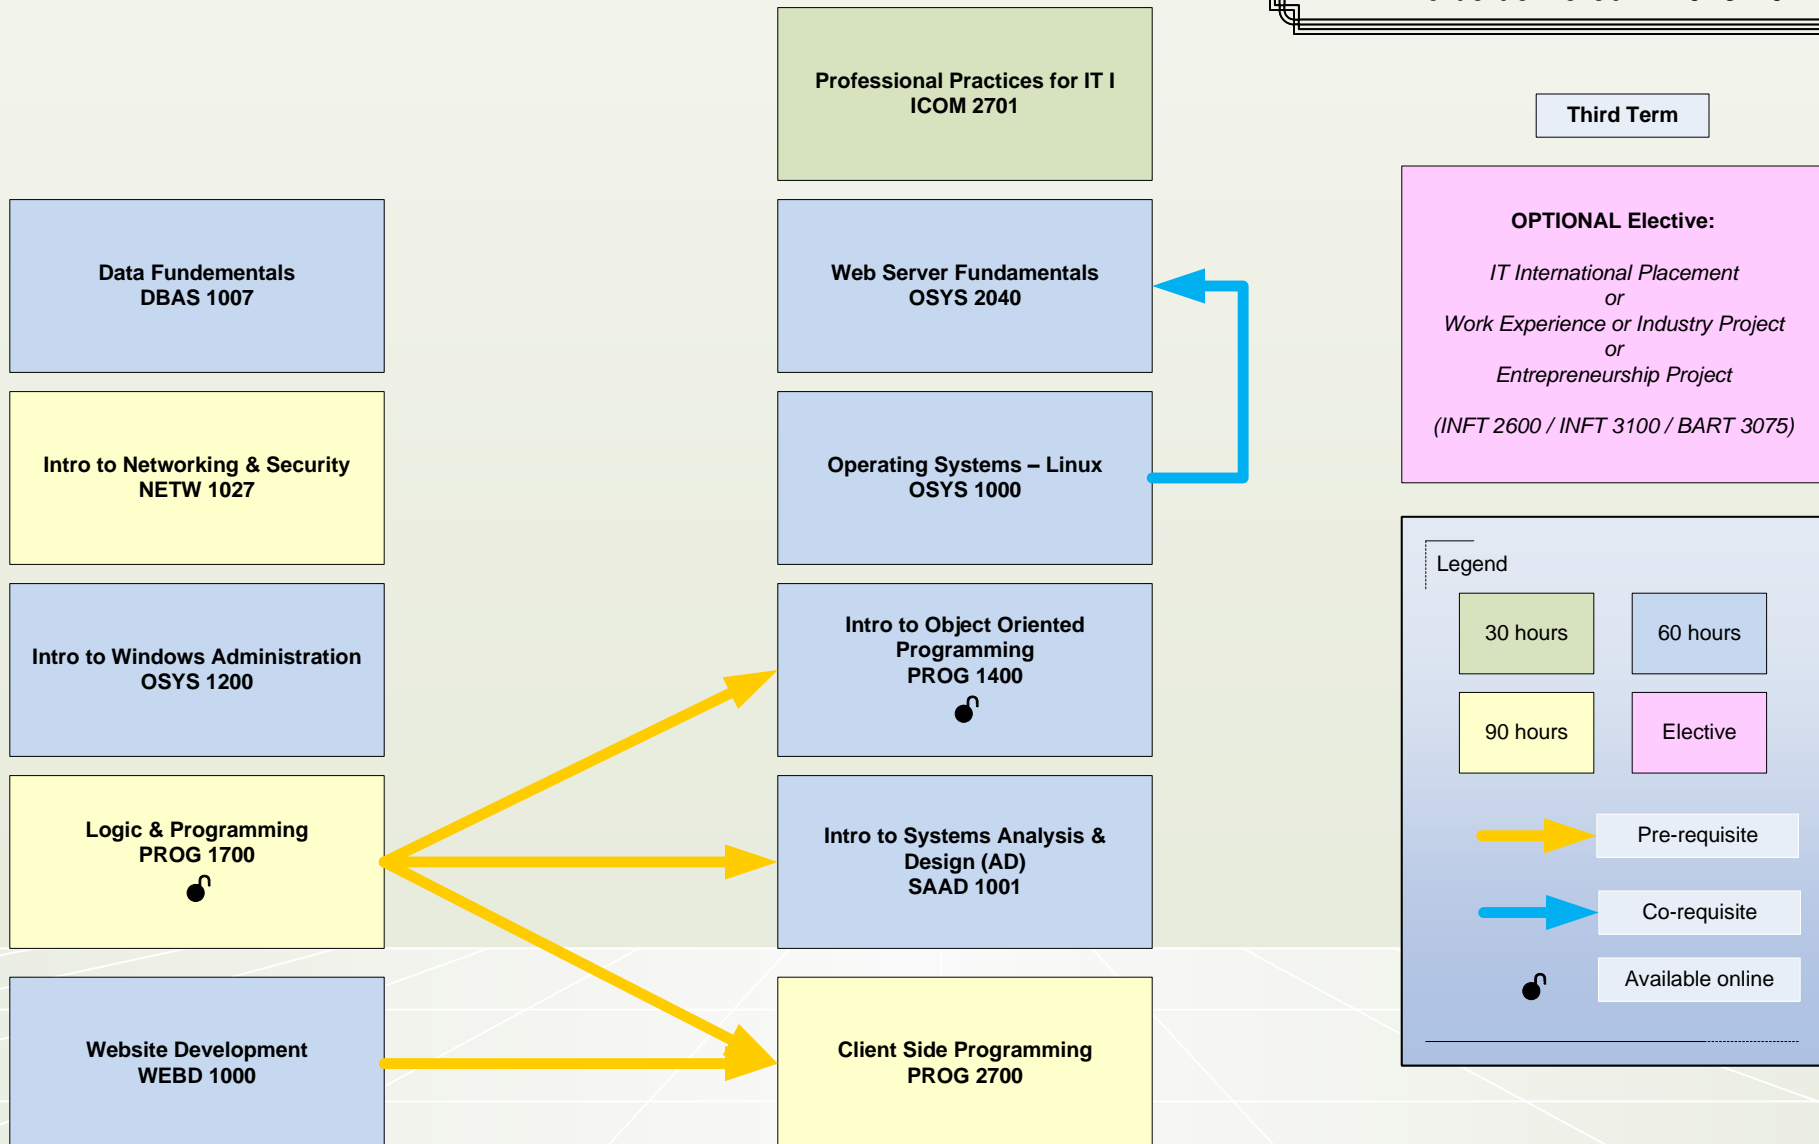 Professional Practices for IT I
ICOM 2701
Third Term
Data Fundementals
DBAS 1007
Web Server Fundamentals
OSYS 2040
OPTIONAL Elective:
IT International Placement
or
Work Experience or Industry Project
or
Entrepreneurship Project
(INFT 2600 / INFT 3100 / BART 3075)
Intro to Networking & Security
NETW 1027
Operating Systems – Linux
OSYS 1000
Intro to Windows Administration
OSYS 1200
Intro to Object Oriented
Programming
PROG 1400
Logic & Programming
PROG 1700
Intro to Systems Analysis &
Design (AD)
SAAD 1001
Website Development
WEBD 1000
Client Side Programming
PROG 2700
Legend
30 hours
60 hours
90 hours
Elective
Pre-requisite
Co-requisite
Available online